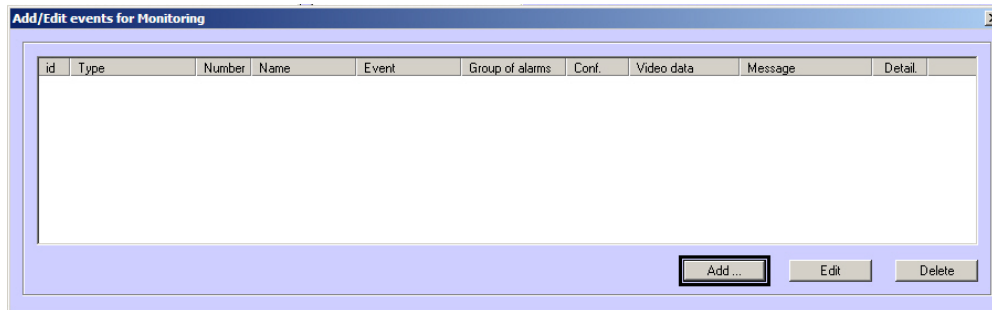 Add/Edit events for Monitoring
id Type Number Name Event Group of alarms Conf. Video data Message Detail.
Add ... Edit Delete